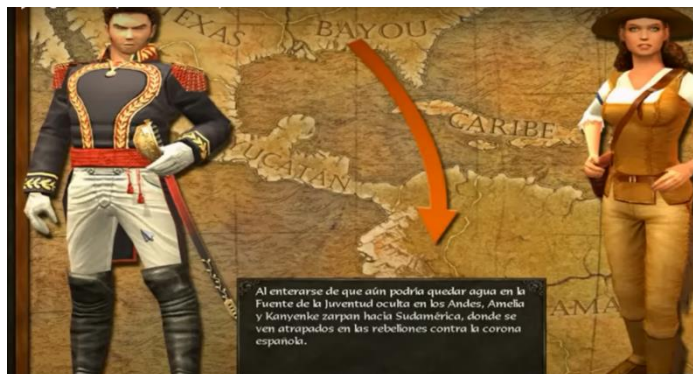 TEXAS
BAYOU
CARIBE
YUCATAN
AMA
Al enterarse de que aún podría quedar agua en la
Fuente de la Juventud oculta en los Andes, Amelia
y Kanyenke zarpan hacia Sudamérica, donde se
ven atrapados en las rebeliones contra la corona
española.